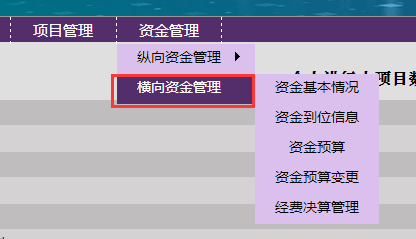 项目管理 资金管理
纵向资金管理
横向资金管理
资金基本情况
资金到位信息
资金预算
资金预算变更
经费决算管理